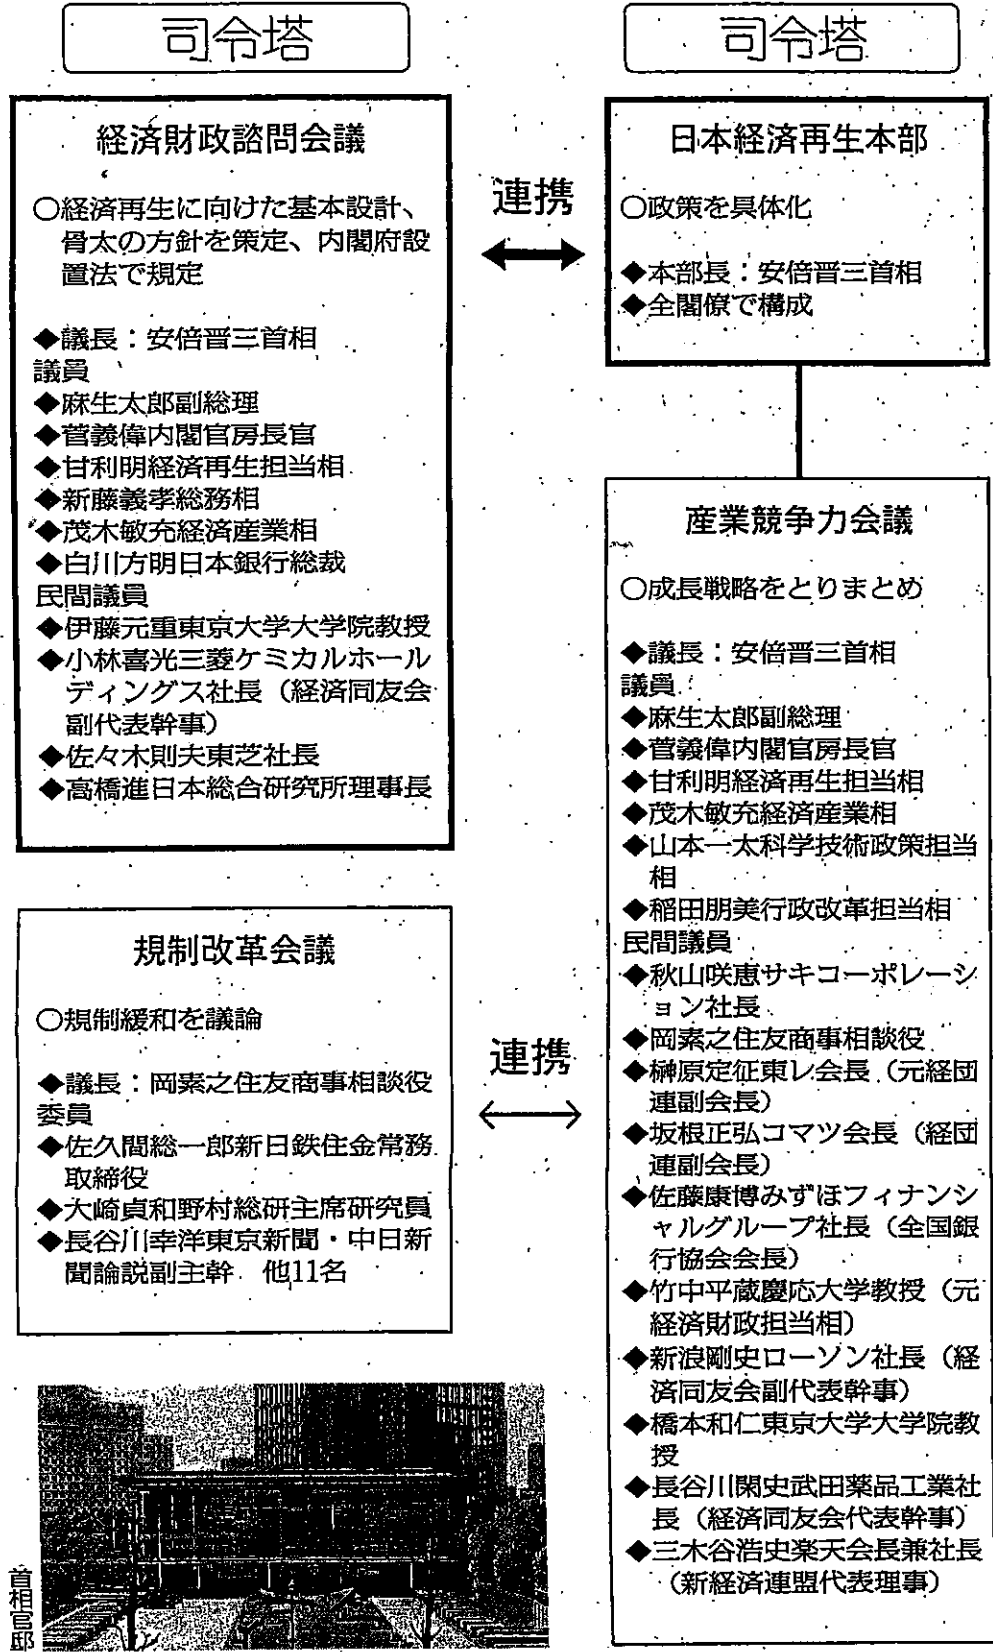 司令塔
経済財政諮問会議
○経済再生に向けた基本設計、
骨太の方針を策定、内閣府設
置法で規定
◆議長：安倍晋三首相
議員
◆麻生太郎副総理
◆菅義偉内閣官房長官
◆甘利明経済再生担当相
◆新藤義孝総務相
◆茂木敏充経済産業相
◆白川方明日本銀行総裁
民間議員
◆伊藤元重東京大学大学院教授
◆小林喜光三菱ケミカルホール
ディングス社長（経済同友会
副代表幹事）
◆佐々木則夫東芝社長
◆高橋進日本総合研究所理事長
連携
司令塔
日本経済再生本部
○政策を具体化
◆本部長：安倍晋三首相
◆全閣僚で構成
規制改革会議
○規制緩和を議論
◆議長：岡素之住友商事相談役
委員
◆佐久間総一郎新日鉄住金常務
取締役
◆大崎貞和野村総研主席研究員
◆長谷川幸洋東京新聞・中日新
聞論説副主幹　他11名
連携
産業競争力会議
○成長戦略をとりまとめ
◆議長：安倍晋三首相
議員
◆麻生太郎副総理
◆菅義偉内閣官房長官
◆甘利明経済再生担当相
◆茂木敏充経済産業相
◆山本一太科学技術政策担当
相
◆稲田朋美行政改革担当相
民間議員
◆秋山咲恵サキコーポレーシ
ョン社長
◆岡素之住友商事相談役
◆榊原定征東レ会長（元経団
連副会長）
◆坂根正弘コマツ会長（経団
連副会長）
◆佐藤康博みずほフィナンシ
ャルグループ社長（全国銀
行協会会長）
◆竹中平蔵慶応大学教授（元
経済財政担当相）
◆新浪剛史ローソン社長（経
済同友会副代表幹事）
◆橋本和仁東京大学大学院教
授
◆長谷川閑史武田薬品工業社
長（経済同友会代表幹事）
◆三木谷浩史楽天会長兼社長
（新経済連盟代表理事）
首相官邸